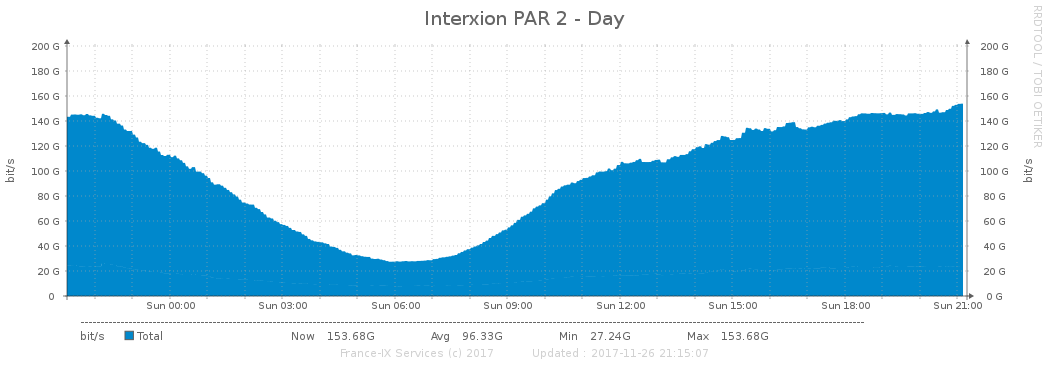 Interxion PAR 2 - Day
RRDTOOL / TOBI OETIKER
bit/s
200 G 200 G
180 G 180 G
160 G 160 G
140 G 140 G
120 G 120 G
100 G 100 G
80 G 80 G
60 G 60 G
40 G 40 G
20 G 20 G
0 0 G
bit/s
Sun 00:00 Sun 03:00 Sun 06:00 Sun 09:00 Sun 12:00 Sun 15:00 Sun 18:00 Sun 21:00
bit/s Total Now 153.68G Avg 96.33G Min 27.24G Max 153.68G
France-IX Services (c) 2017 Updated : 2017-11-26 21:15:07